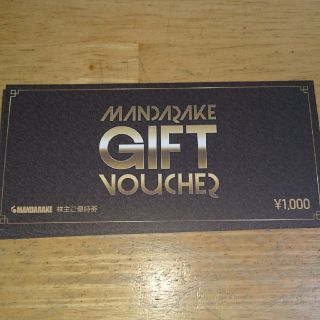 MANDARAKE
GIFT
VOUCHER
MANDARAKE 株主ご優待券
¥1,000